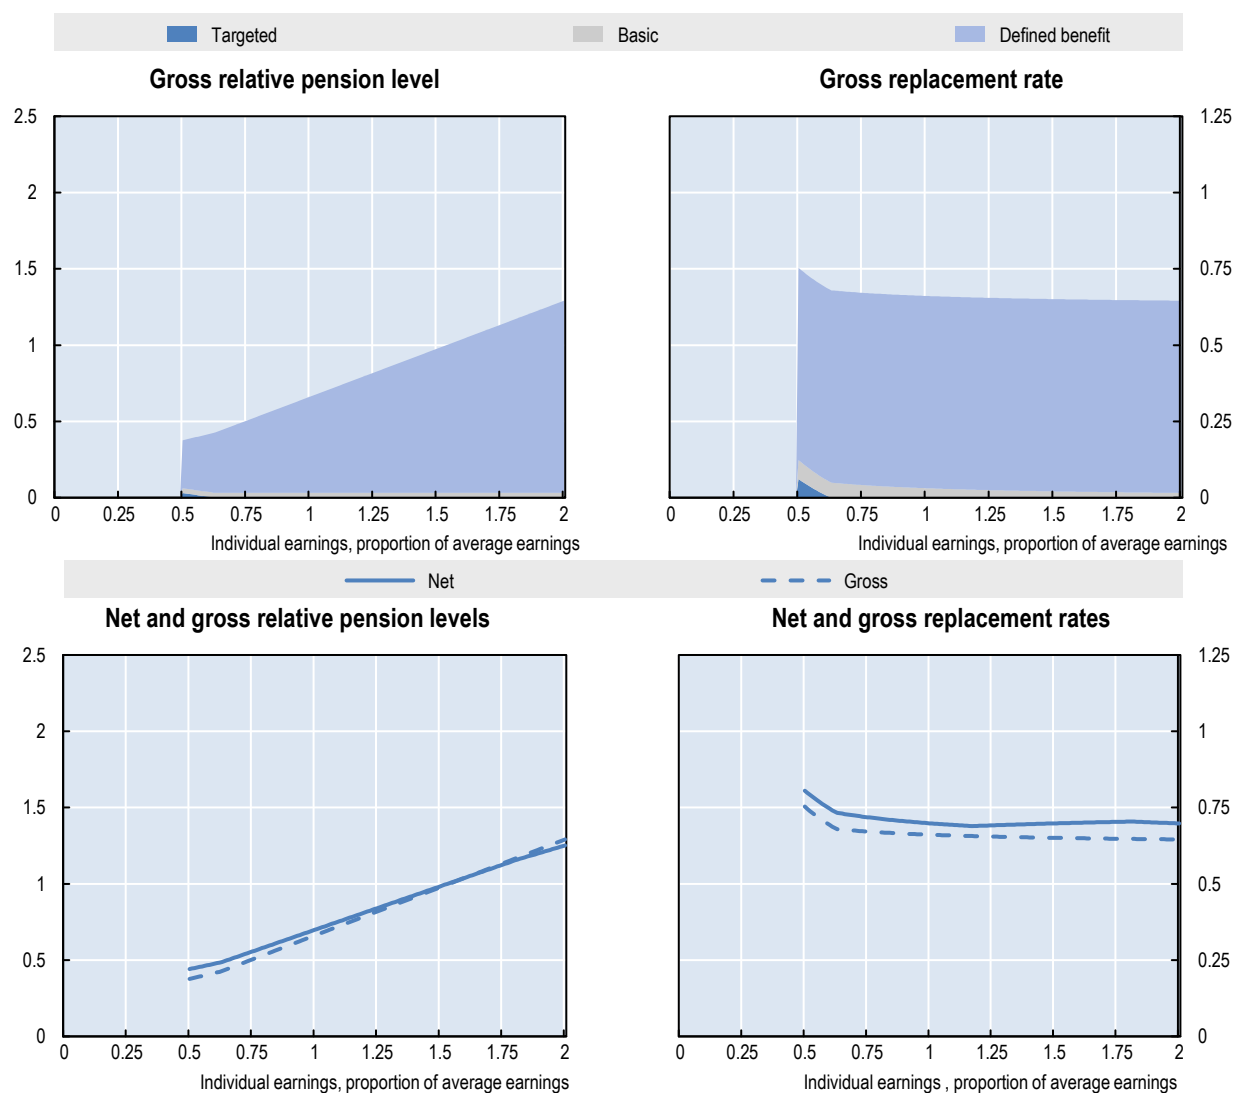 Targeted Basic Defined benefit
Gross relative pension level Gross replacement rate
2.5 1.25
2 1
1.5 0.75
1 0.5
0.5 0.25
0 0
0 0.25 0.5 0.75 1 1.25 1.5 1.75 2 0 0.25 0.5 0.75 1 1.25 1.5 1.75 2
Individual earnings, proportion of average earnings Individual earnings, proportion of average earnings
Net Gross
Net and gross relative pension levels Net and gross replacement rates
2.5 1.25
2 1
1.5 0.75
1 0.5
0.5 0.25
0 0
0 0.25 0.5 0.75 1 1.25 1.5 1.75 2 0 0.25 0.5 0.75 1 1.25 1.5 1.75 2
Individual earnings, proportion of average earnings Individual earnings , proportion of average earnings